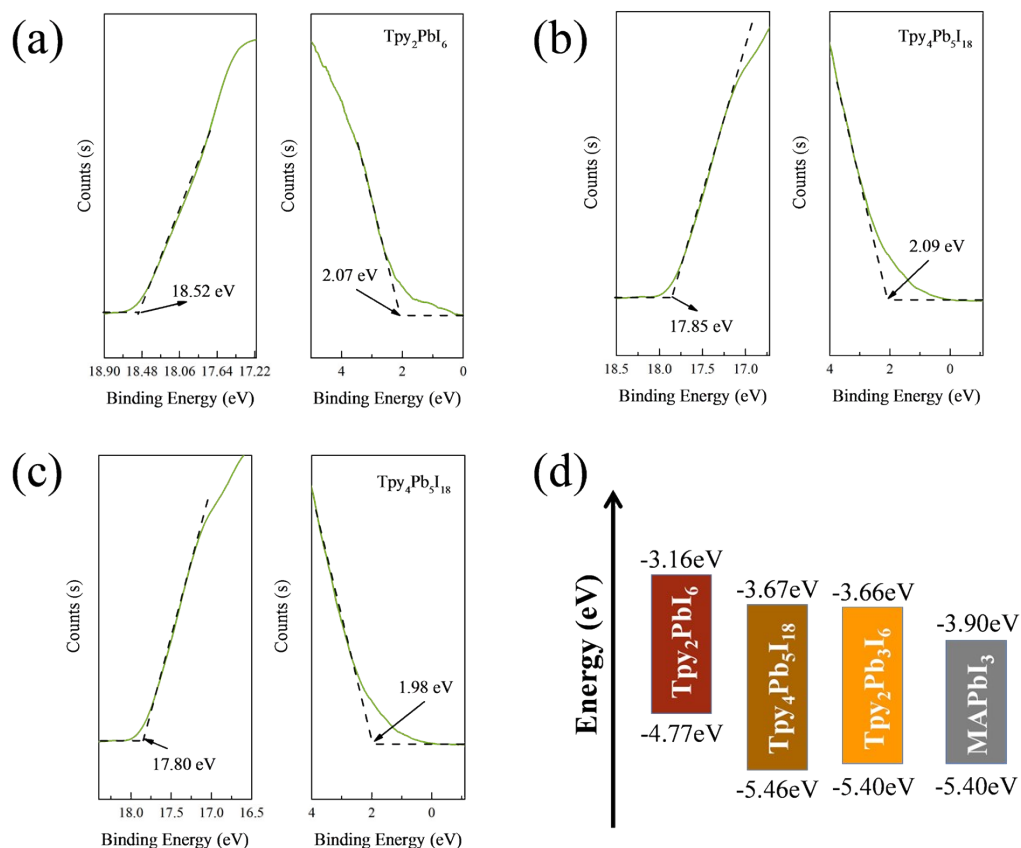 (a)
Counts (s)
18.52 eV
18.90 18.48 18.06 17.64 17.22
Binding Energy (eV)
Tpy₂PbI₆
Counts (s)
2.07 eV
4 2 0
Binding Energy (eV)
(b)
Counts (s)
17.85 eV
18.5 18.0 17.5 17.0
Binding Energy (eV)
Tpy₄Pb₅I₁₈
Counts (s)
2.09 eV
4 2 0
Binding Energy (eV)
(c)
Counts (s)
17.80 eV
18.0 17.5 17.0 16.5
Binding Energy (eV)
Tpy₄Pb₅I₁₈
Counts (s)
1.98 eV
4 2 0
Binding Energy (eV)
(d)
Energy (eV)
-3.16eV
Tpy₂PbI₆
-4.77eV
-3.67eV
Tpy₄Pb₅I₁₈
-5.46eV
-3.66eV
Tpy₂Pb₃I₆
-5.40eV
-3.90eV
MAPbI₃
-5.40eV